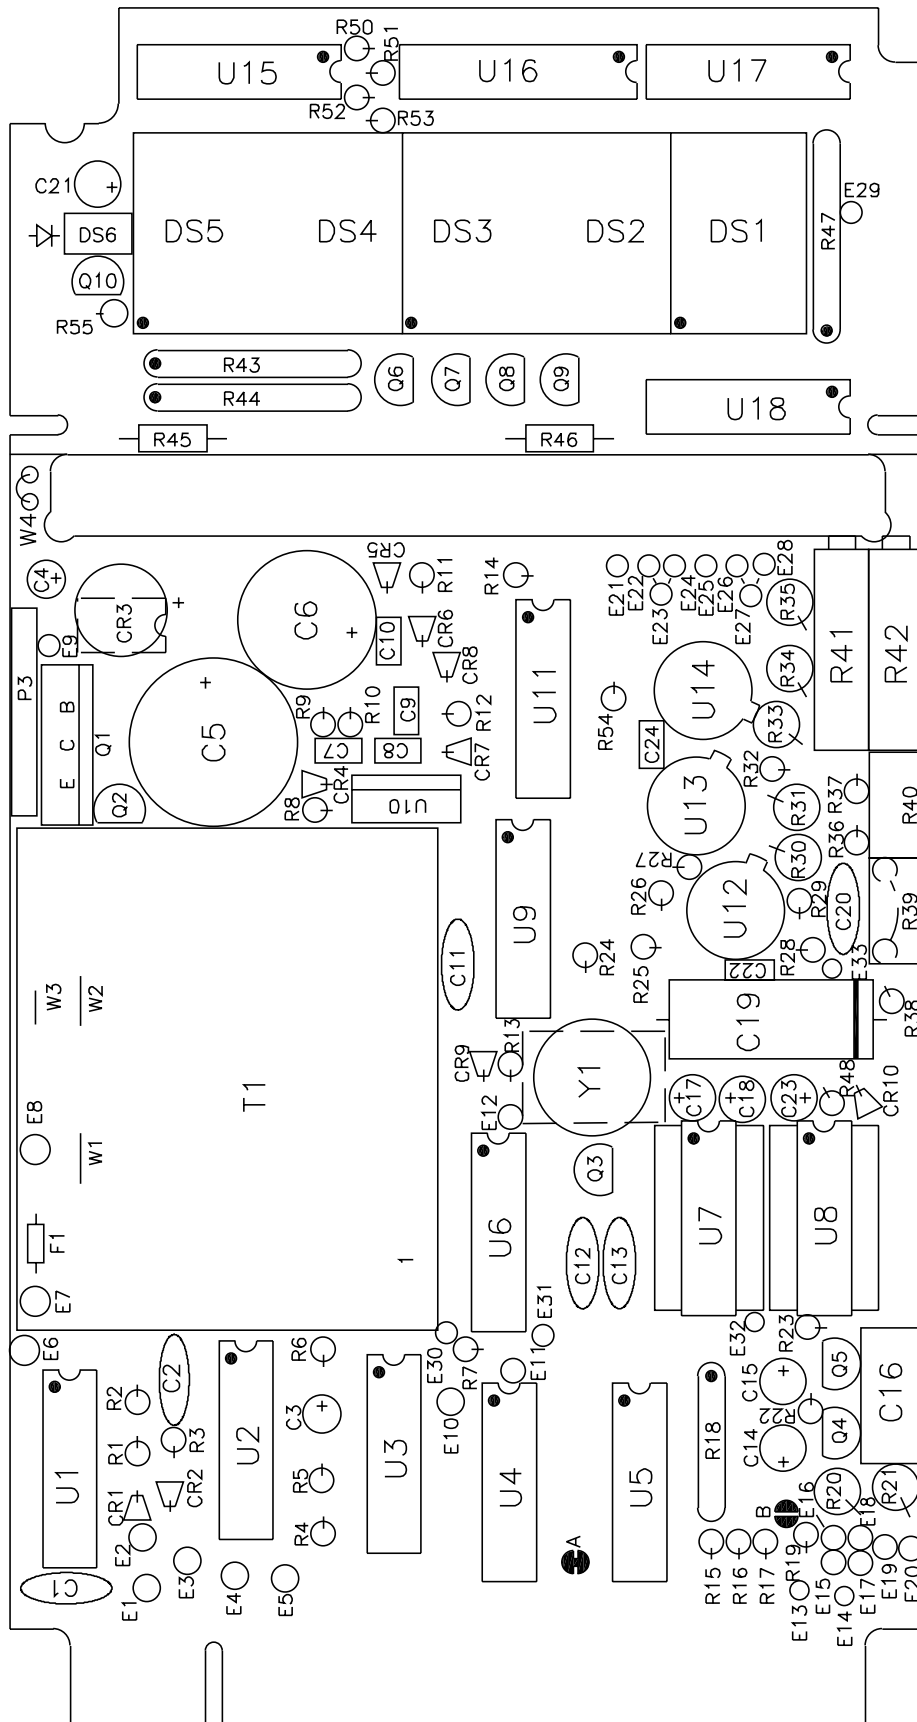 R50
R51
U15
U16
U17
R52
R53
C21
+
DS6
DS5
DS4
DS3
DS2
DS1
R47
E29
Q10
R55
R43
R44
Q6
Q7
Q8
Q9
U18
R45
R46
W4
C4
+
CR3
+
C6
+
CR5
R11
R14
C10
CR6
CR8
E21
E22
E23
E24
E25
E26
E27
E28
R35
R41
R42
P3
E9
E C B
Q1
Q2
C5
+
R9
R10
C9
R12
C7
C8
CR7
CR4
R8
U10
U11
R54
U14
C24
R34
R33
R32
U13
R31
R37
R40
R30
R36
R27
R26
U12
R29
C20
R39
U9
C11
R24
R25
C22
R28
E33
C19
R38
W3
W2
T1
E8
W1
F1
E7
1
CR9
R13
E12
Y1
C17
+
C18
+
C23
+
R48
CR10
U6
Q3
U7
U8
C12
C13
E31
E6
E30
R7
E11
E32
R23
R6
C2
R2
U1
R1
R3
U2
C3
+
U3
E10
U4
U5
R18
C15
+
R22
C14
+
Q5
Q4
C16
CR1
CR2
R5
E2
R4
E3
C1
E1
E4
E5
A
B
R20
R21
E16
E18
R15
R16
R17
R19
E15
E17
E19
E20
E13
E14